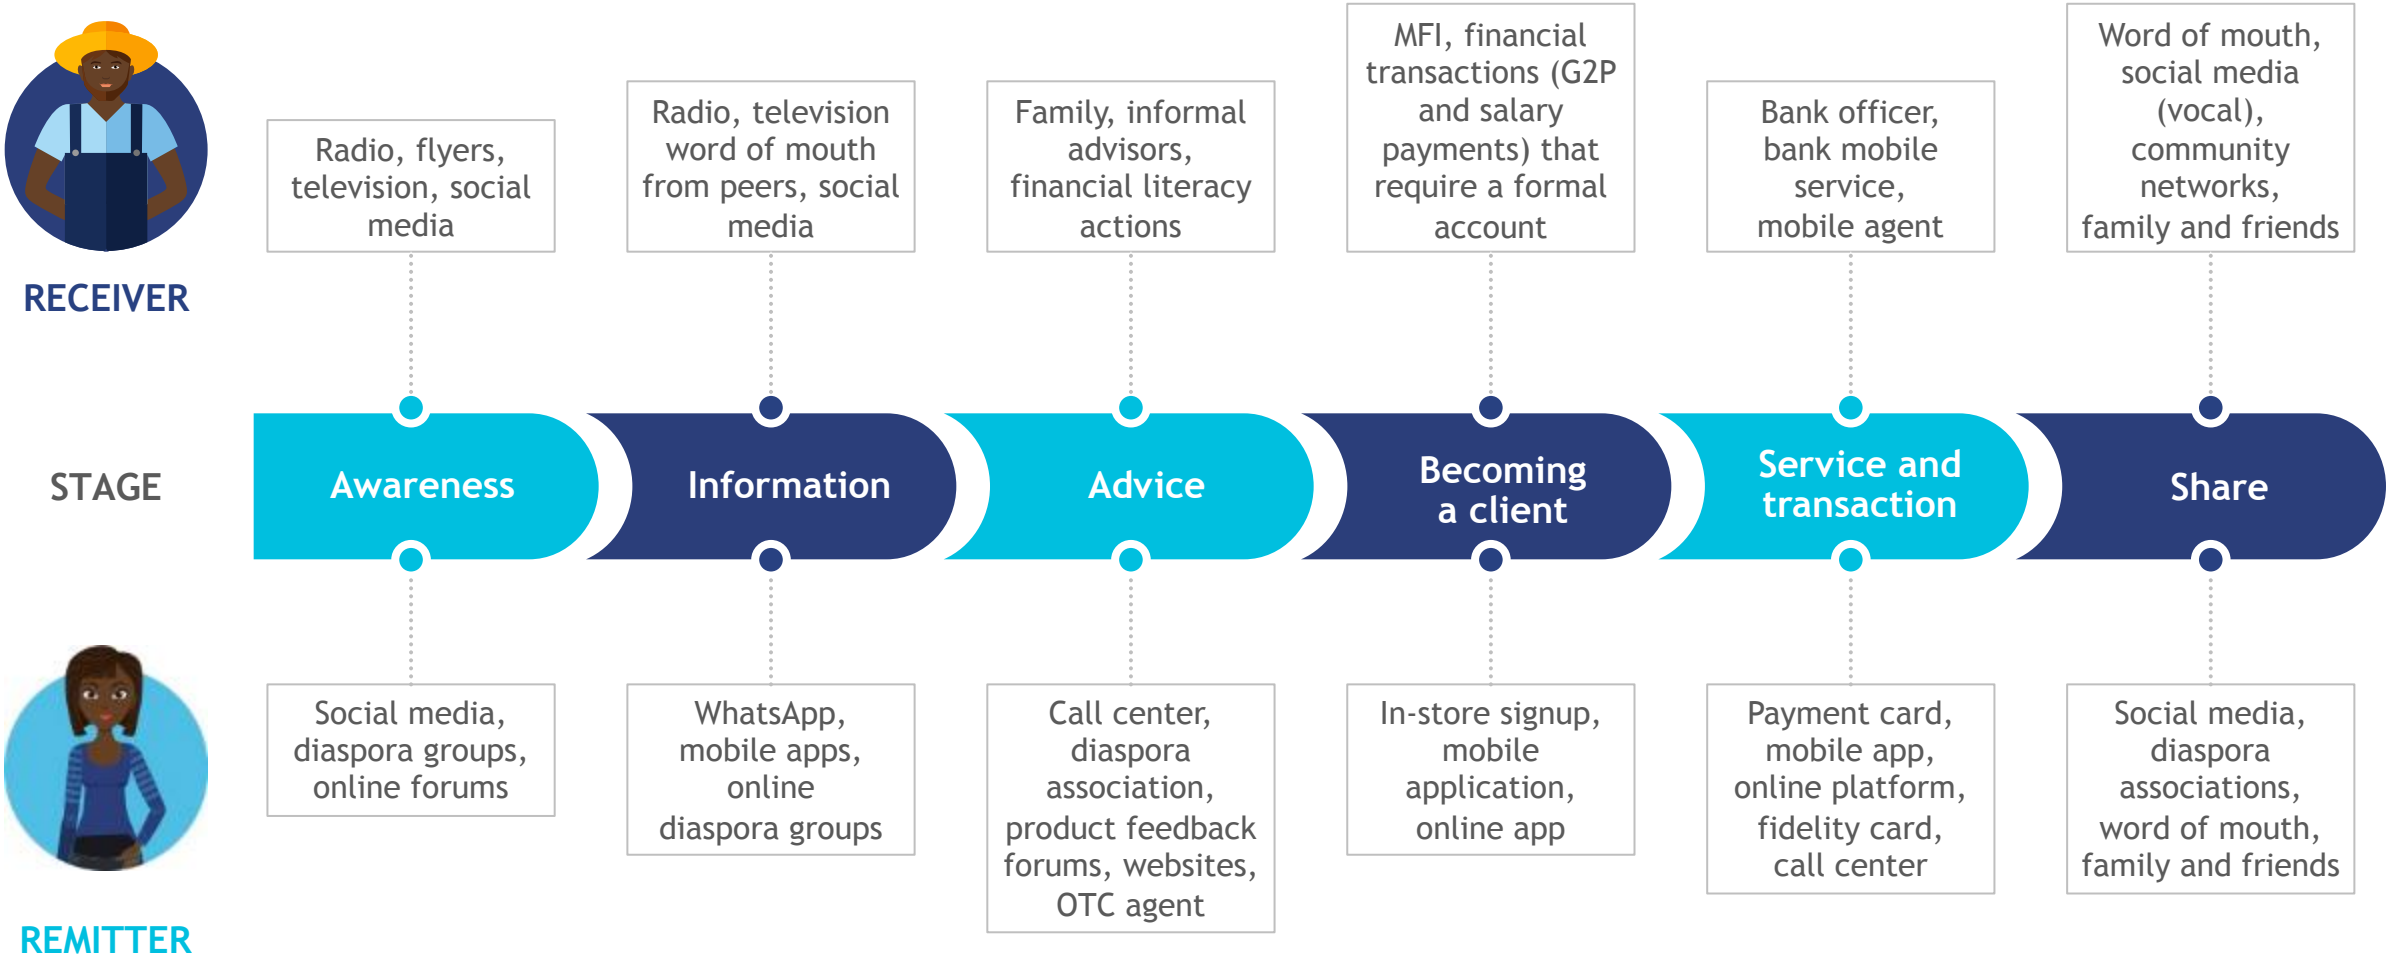 Radio, flyers,
television, social
media
Radio, television
word of mouth
from peers, social
media
Family, informal
advisors,
financial literacy
actions
MFI, financial
transactions (G2P
and salary
payments) that
require a formal
account
Bank officer,
bank mobile
service,
mobile agent
Word of mouth,
social media
(vocal),
community
networks,
family and friends
RECEIVER
STAGE
Awareness
Information
Advice
Becoming
a client
Service and
transaction
Share
Social media,
diaspora groups,
online forums
WhatsApp,
mobile apps,
online
diaspora groups
Call center,
diaspora
association,
product feedback
forums, websites,
OTC agent
In-store signup,
mobile
application,
online app
Payment card,
mobile app,
online platform,
fidelity card,
call center
Social media,
diaspora
associations,
word of mouth,
family and friends
REMITTER